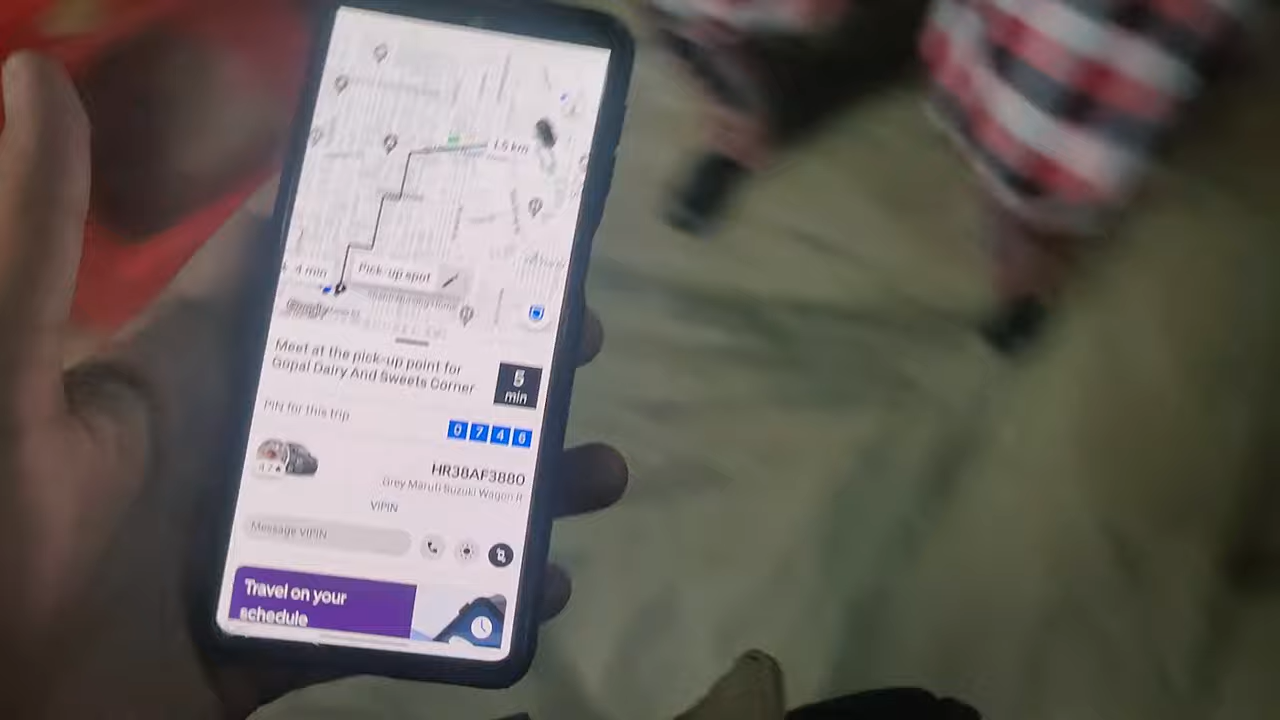 1.5 km
4 min
Pick-up spot
Meet at the pick-up point for
Gopal Dairy And Sweets Corner
5
min
PIN for this trip
0 7 4 6
4.7★
HR38AF3880
Grey Maruti Suzuki Wagon R
VIPIN
Message VIPIN
Travel on your
schedule